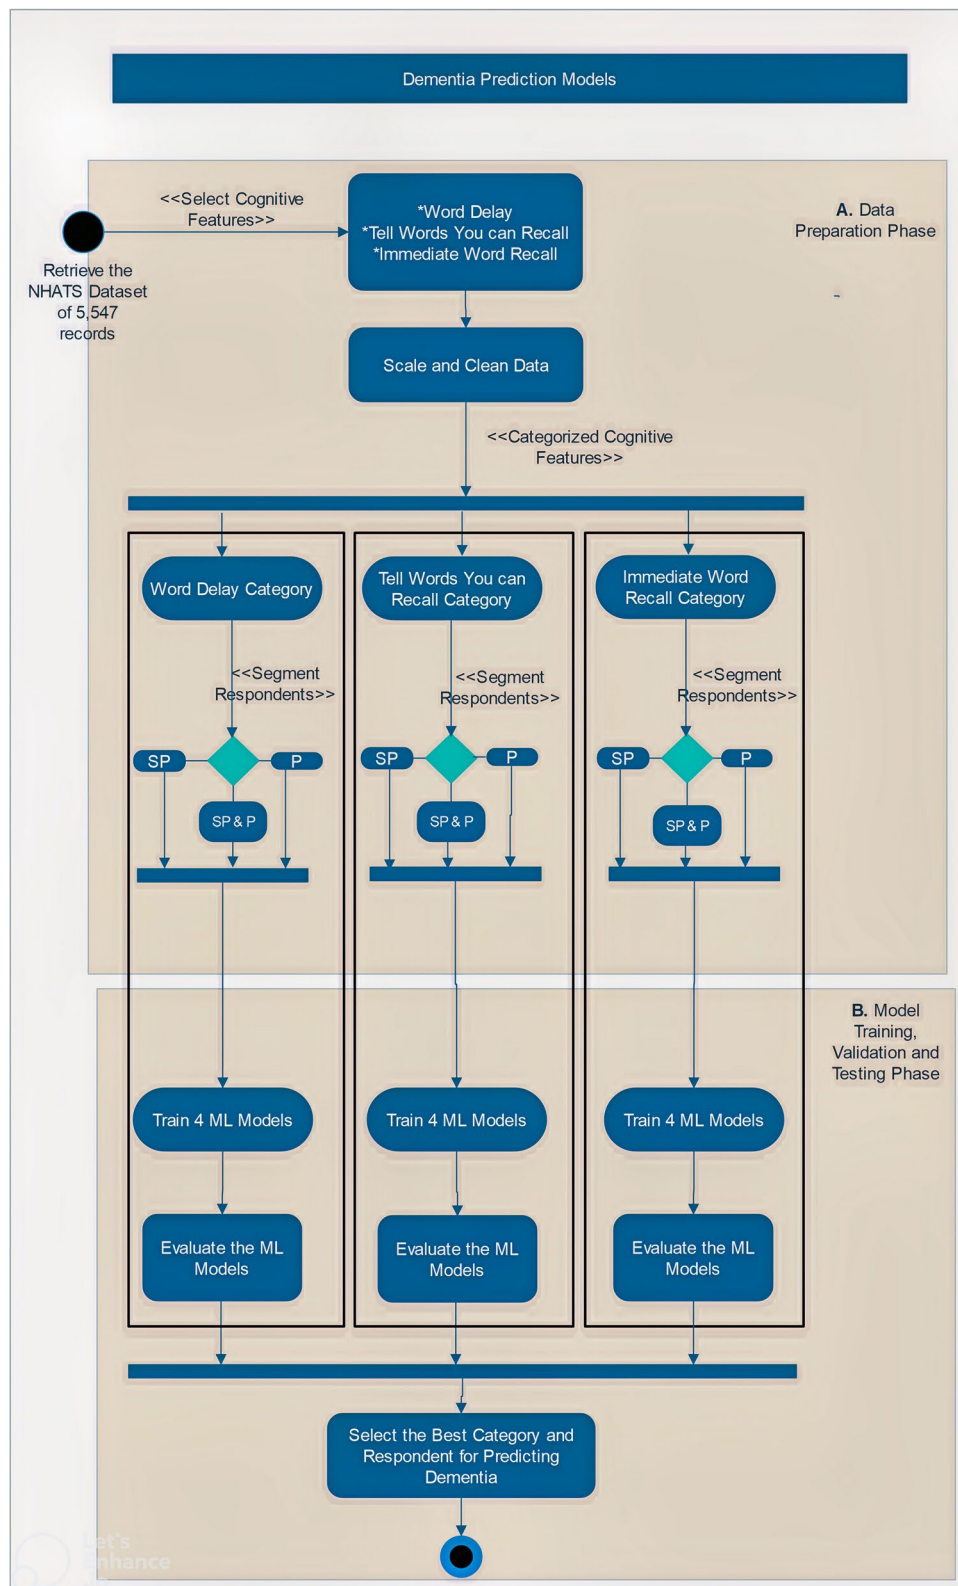 Dementia Prediction Models
<<Select Cognitive
Features>>
*Word Delay
*Tell Words You can Recall
*Immediate Word Recall
A. Data
Preparation Phase
Retrieve the
NHATS Dataset
of 5,547
records
Scale and Clean Data
<<Categorized Cognitive
Features>>
Word Delay Category
Tell Words You can
Recall Category
Immediate Word
Recall Category
<<Segment
Respondents>>
<<Segment
Respondents>>
<<Segment
Respondents>>
SP
P
SP & P
SP
P
SP & P
SP
P
SP & P
B. Model
Training,
Validation and
Testing Phase
Train 4 ML Models
Train 4 ML Models
Train 4 ML Models
Evaluate the ML
Models
Evaluate the ML
Models
Evaluate the ML
Models
Select the Best Category and
Respondent for Predicting
Dementia
Let's
Enhance